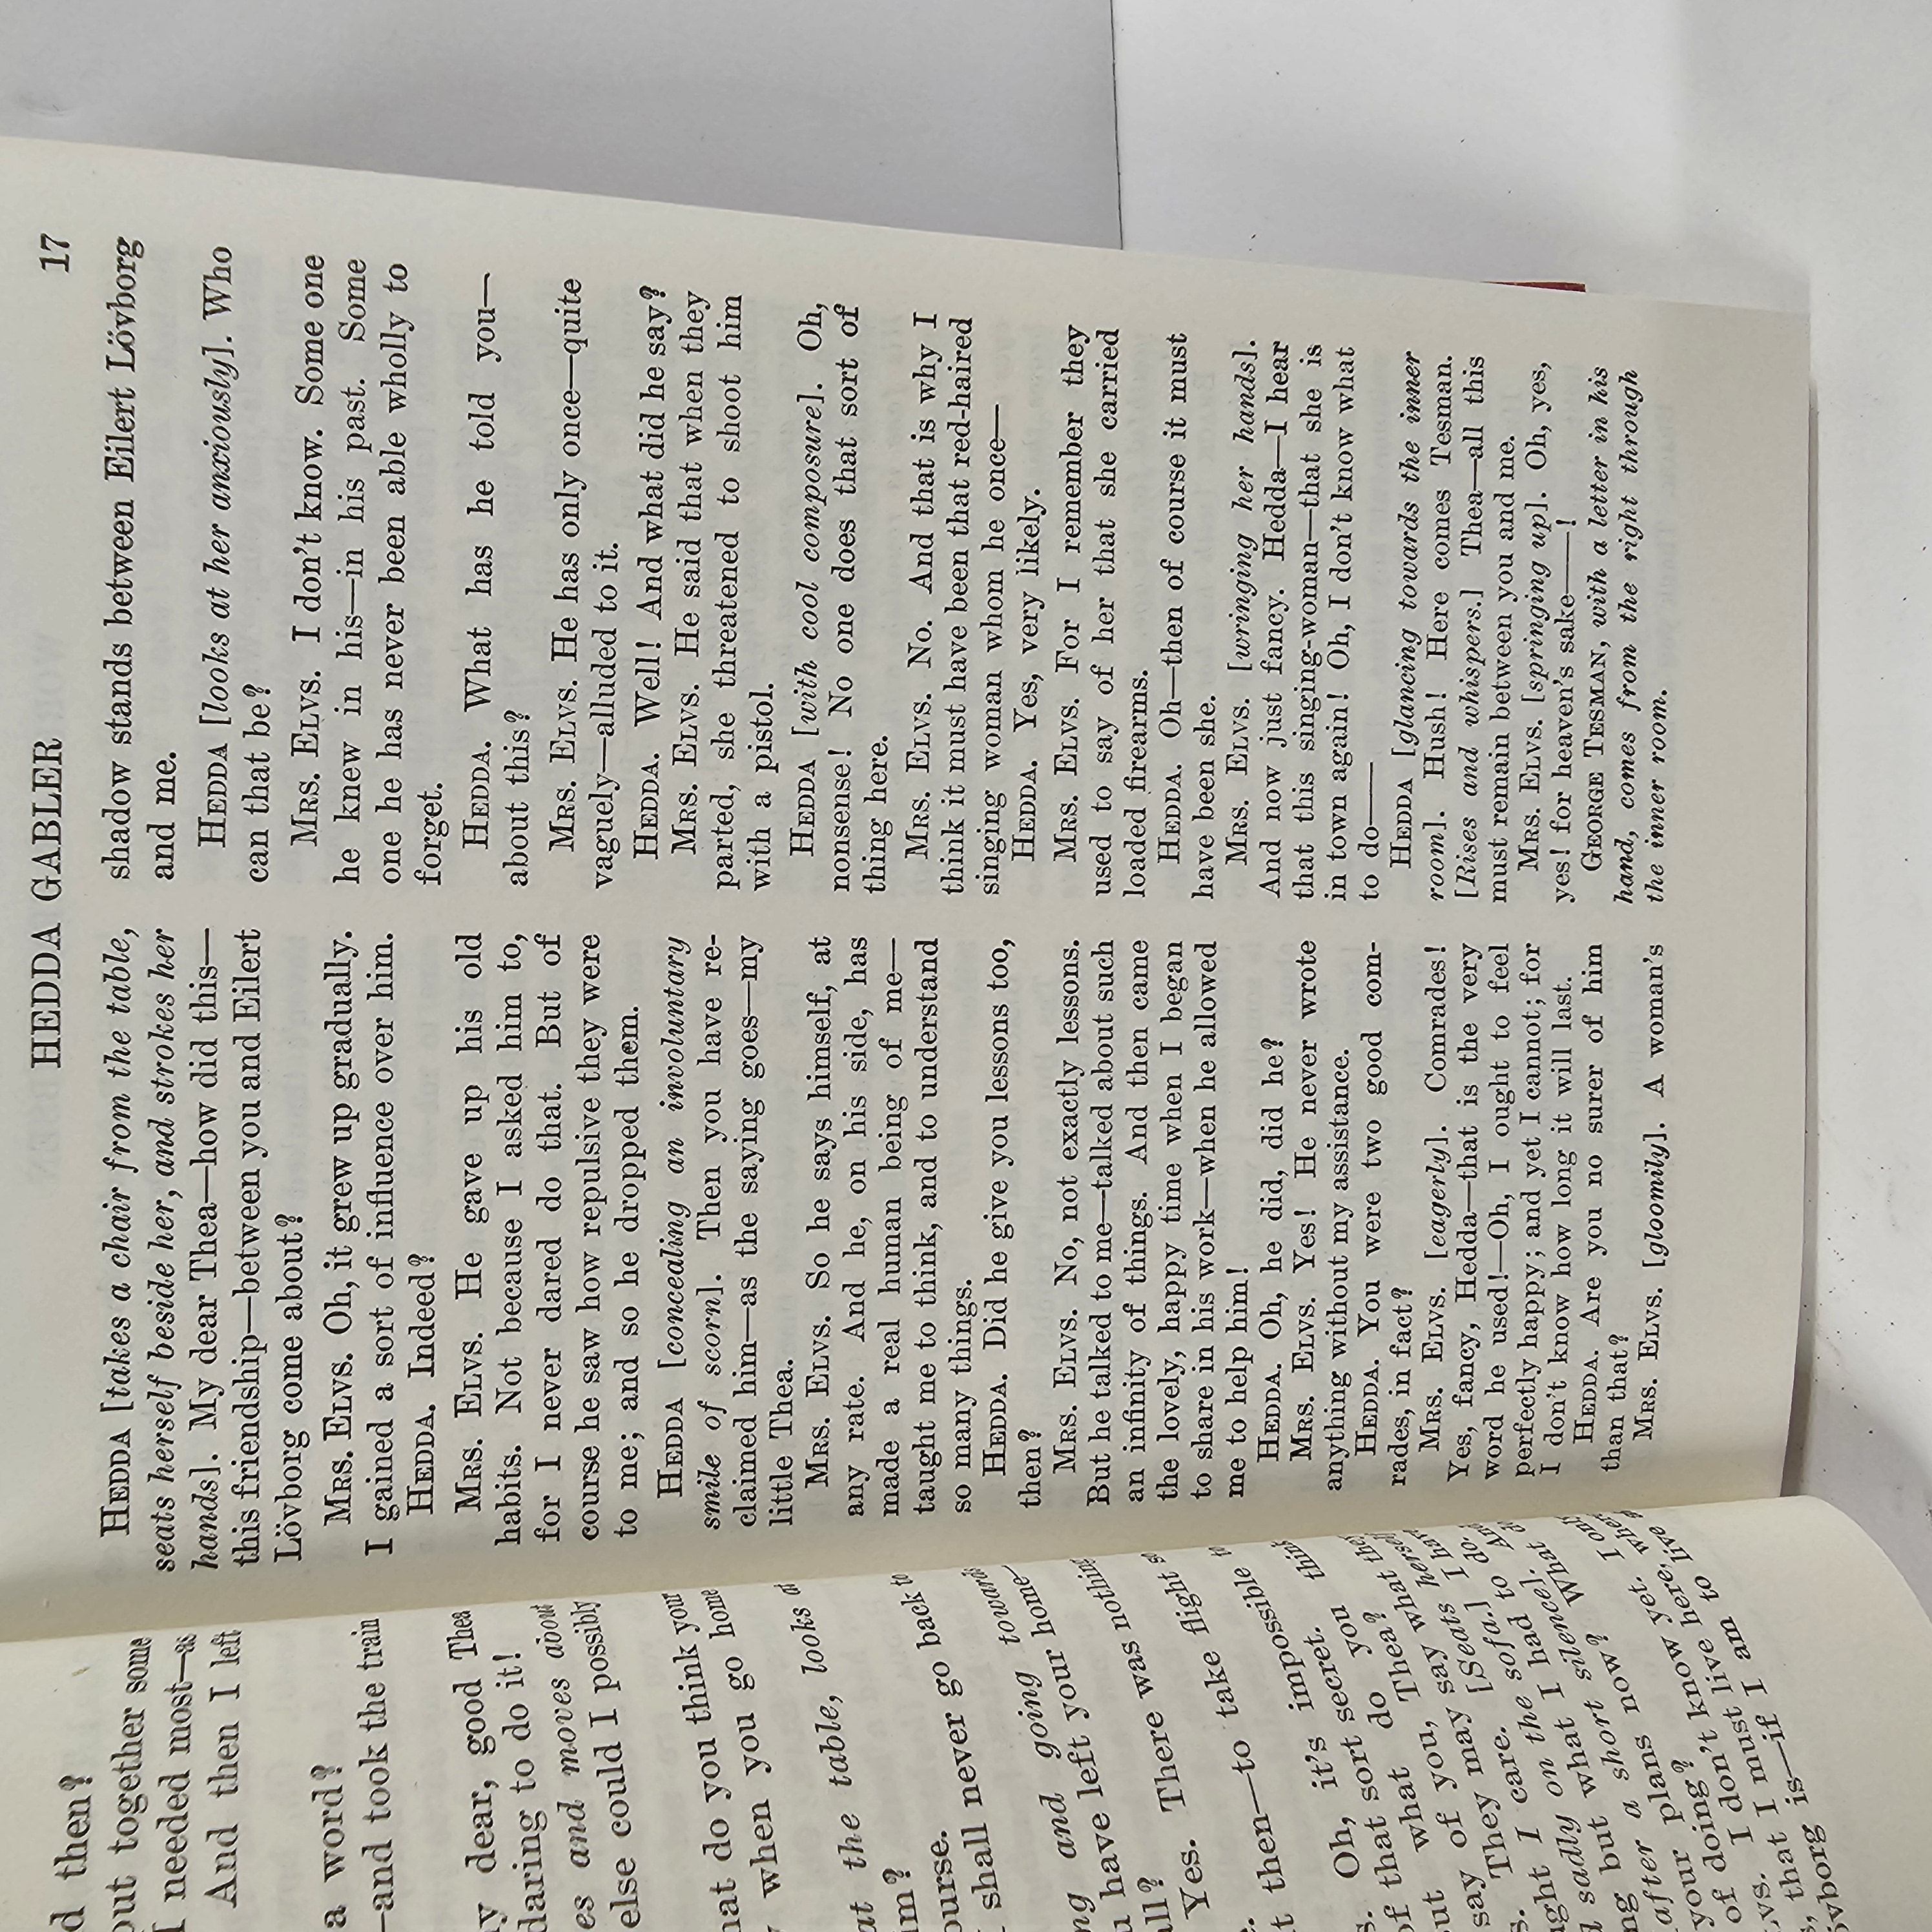 d then?
out together some
I needed most—as
And then I left
a word?
—and took the train
y dear, good Thea
daring to do it!
es and moves about
else could I possibly
hat do you think your
when you go home
at the table, looks at
im?
ourse.
I shall never go back to
ng and going towards
u have left your home—
all?
Yes. There was nothing
e.
t then—to take flight so
s. Oh, it's impossible to
of that sort secret.
ut what do you think
say of you, Thea?
s. They may say what they
ught I care. [Seats herself
d sadly on the sofa.] I have
ng but what I had to do.
after a short silence]. And
your plans now? What do
of doing?
LVS. I don't know yet. I only
s, that I must live here, where
övborg is—if I am to live
HEDDA GABLER 17
HEDDA [takes a chair from the table,
seats herself beside her, and strokes her
hands]. My dear Thea—how did this—
this friendship—between you and Eilert
Lövborg come about?
MRS. ELVS. Oh, it grew up gradually.
I gained a sort of influence over him.
HEDDA. Indeed?
MRS. ELVS. He gave up his old
habits. Not because I asked him to,
for I never dared do that. But of
course he saw how repulsive they were
to me; and so he dropped them.
HEDDA [concealing an involuntary
smile of scorn]. Then you have re-
claimed him—as the saying goes—my
little Thea.
MRS. ELVS. So he says himself, at
any rate. And he, on his side, has
made a real human being of me—
taught me to think, and to understand
so many things.
HEDDA. Did he give you lessons too,
then?
MRS. ELVS. No, not exactly lessons.
But he talked to me—talked about such
an infinity of things. And then came
the lovely, happy time when I began
to share in his work—when he allowed
me to help him!
HEDDA. Oh, he did, did he?
MRS. ELVS. Yes! He never wrote
anything without my assistance.
HEDDA. You were two good com-
rades, in fact?
MRS. ELVS. [eagerly]. Comrades!
Yes, fancy, Hedda—that is the very
word he used!—Oh, I ought to feel
perfectly happy; and yet I cannot; for
I don't know how long it will last.
HEDDA. Are you no surer of him
than that?
MRS. ELVS. [gloomily]. A woman's
shadow stands between Eilert Lövborg
and me.
HEDDA [looks at her anxiously]. Who
can that be?
MRS. ELVS. I don't know. Some one
he knew in his—in his past. Some
one he has never been able wholly to
forget.
HEDDA. What has he told you—
about this?
MRS. ELVS. He has only once—quite
vaguely—alluded to it.
HEDDA. Well! And what did he say?
MRS. ELVS. He said that when they
parted, she threatened to shoot him
with a pistol.
HEDDA [with cool composure]. Oh,
nonsense! No one does that sort of
thing here.
MRS. ELVS. No. And that is why I
think it must have been that red-haired
singing woman whom he once—
HEDDA. Yes, very likely.
MRS. ELVS. For I remember they
used to say of her that she carried
loaded firearms.
HEDDA. Oh—then of course it must
have been she.
MRS. ELVS. [wringing her hands].
And now just fancy. Hedda—I hear
that this singing-woman—that she is
in town again! Oh, I don't know what
to do——
HEDDA [glancing towards the inner
room]. Hush! Here comes Tesman.
[Rises and whispers.] Thea—all this
must remain between you and me.
MRS. ELVS. [springing up]. Oh, yes,
yes! for heaven's sake——!
GEORGE TESMAN, with a letter in his
hand, comes from the right through
the inner room.